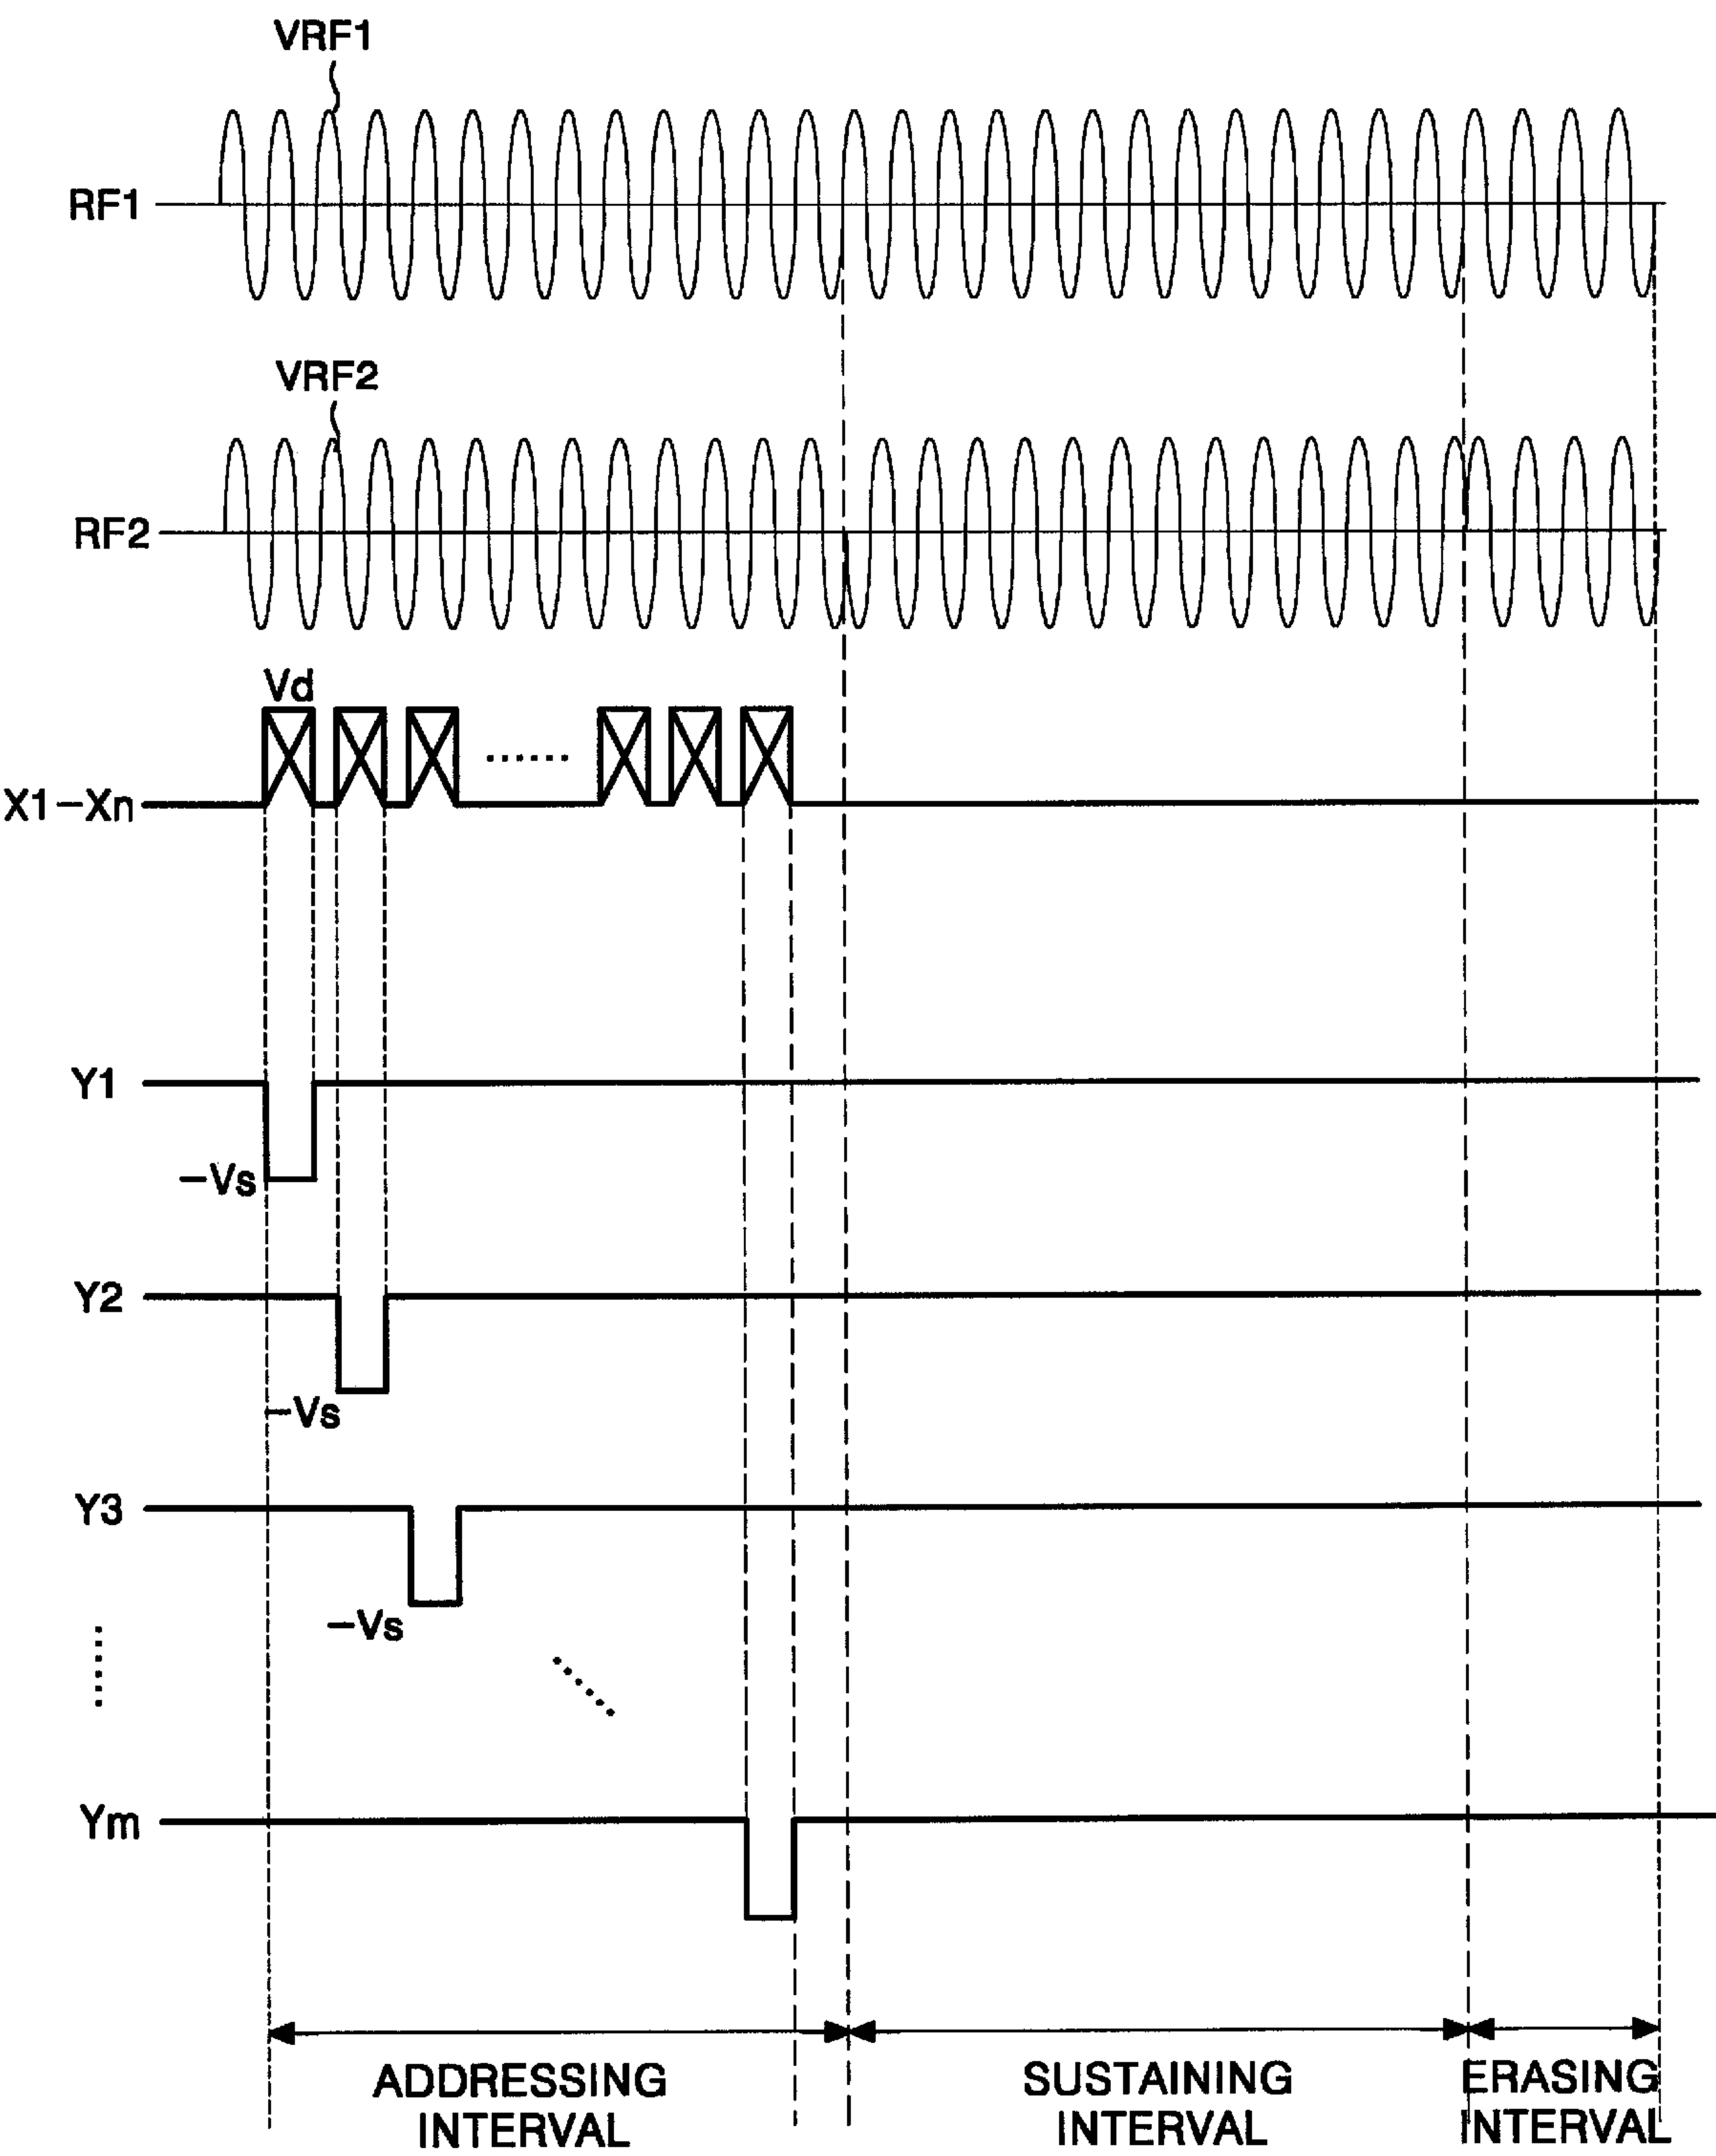 VRF1
RF1
VRF2
RF2
Vd
X1-Xn
Y1
-Vs
Y2
-Vs
Y3
-Vs
Ym
ADDRESSING
INTERVAL
SUSTAINING
INTERVAL
ERASING
INTERVAL